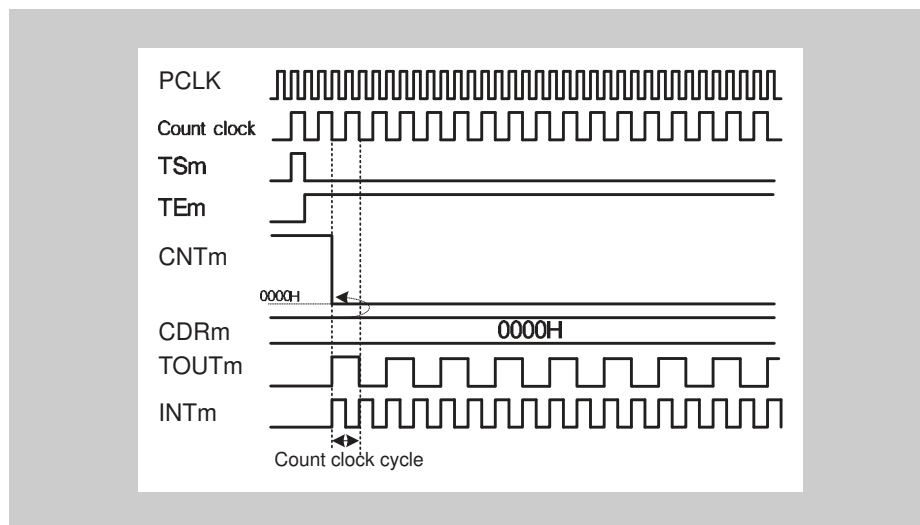 PCLK
Count clock
TSm
TEm
CNTm
0000H
CDRm 0000H
TOUTm
INTm
Count clock cycle